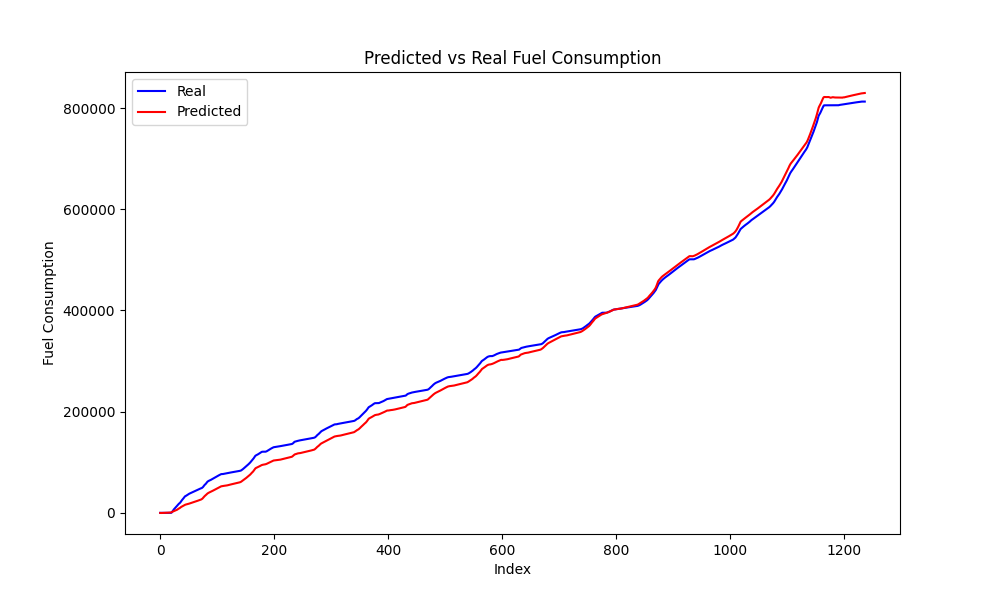 Predicted vs Real Fuel Consumption
Real
Predicted
Fuel Consumption
800000
600000
400000
200000
0
0 200 400 600 800 1000 1200
Index